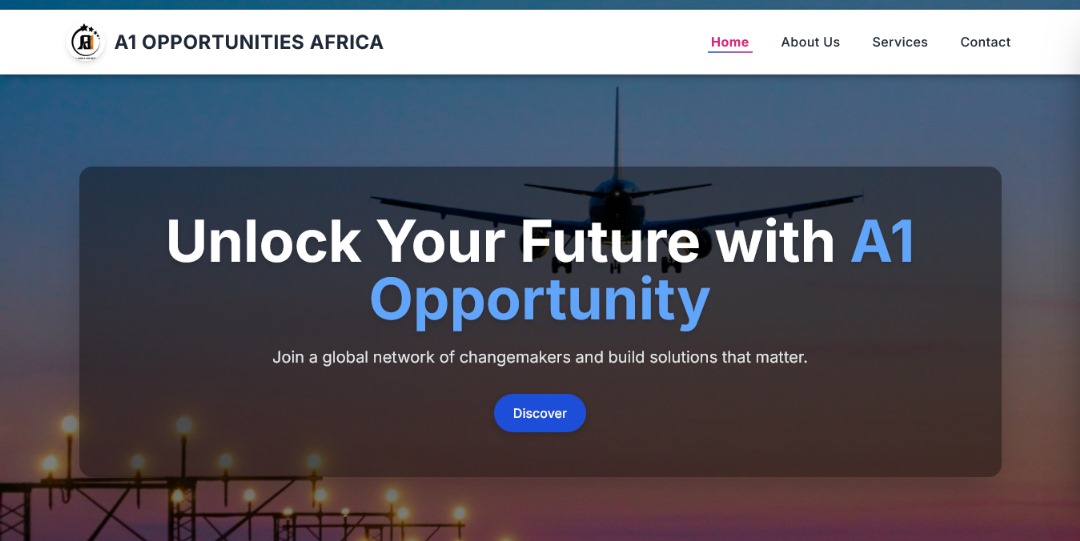 A1 OPPORTUNITIES AFRICA
Home
About Us
Services
Contact
Unlock Your Future with A1
Opportunity
Join a global network of changemakers and build solutions that matter.
Discover